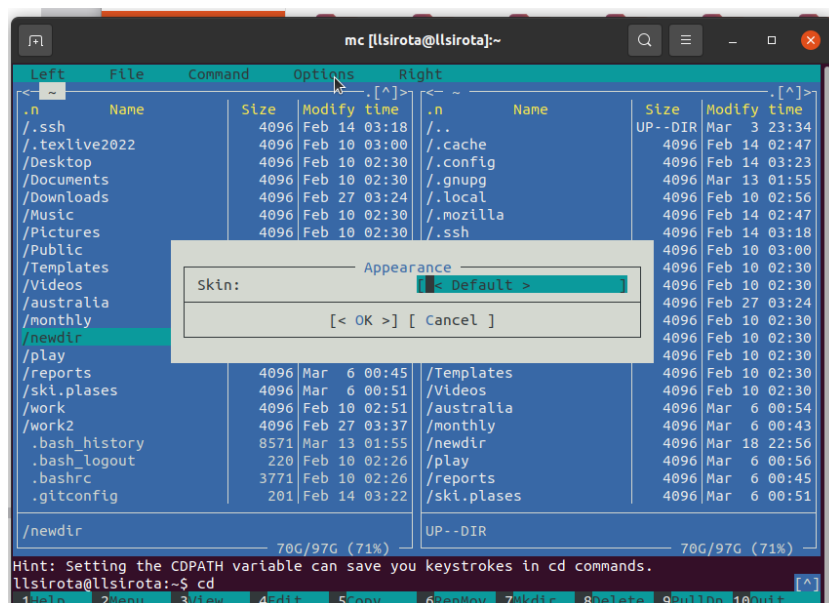 mc [llsirota@llsirota]:~
Left File Command Options Right
<─ ~ ─.[^]>
.n Name Size Modify time
/.ssh 4096 Feb 14 03:18
/.texlive2022 4096 Feb 10 03:00
/Desktop 4096 Feb 10 02:30
/Documents 4096 Feb 10 02:30
/Downloads 4096 Feb 27 03:24
/Music 4096 Feb 10 02:30
/Pictures 4096 Feb 10 02:30
/Public
/Templates
/Videos
/australia
/monthly
/newdir
/play
/reports 4096 Mar 6 00:45
/ski.plases 4096 Mar 6 00:51
/work 4096 Feb 10 02:51
/work2 4096 Feb 27 03:37
.bash_history 8571 Mar 13 01:55
.bash_logout 220 Feb 10 02:26
.bashrc 3771 Feb 10 02:26
.gitconfig 201 Feb 14 03:22
/newdir
70G/97G (71%)
<─ ~ ─.[^]>
.n Name Size Modify time
/.. UP--DIR Mar 3 23:34
/.cache 4096 Feb 14 02:47
/.config 4096 Feb 14 03:23
/.gnupg 4096 Mar 13 01:55
/.local 4096 Feb 10 02:56
/.mozilla 4096 Feb 14 02:47
/.ssh 4096 Feb 14 03:18
4096 Feb 10 03:00
4096 Feb 10 02:30
4096 Feb 10 02:30
4096 Feb 27 03:24
4096 Feb 10 02:30
4096 Feb 10 02:30
4096 Feb 10 02:30
/Templates 4096 Feb 10 02:30
/Videos 4096 Feb 10 02:30
/australia 4096 Mar 6 00:54
/monthly 4096 Mar 6 00:43
/newdir 4096 Mar 18 22:56
/play 4096 Mar 6 00:56
/reports 4096 Mar 6 00:45
/ski.plases 4096 Mar 6 00:51
UP--DIR
70G/97G (71%)
Appearance
Skin: [< Default > ]
[< OK >] [ Cancel ]
Hint: Setting the CDPATH variable can save you keystrokes in cd commands.
llsirota@llsirota:~$ cd [^]
1Help 2Menu 3View 4Edit 5Copy 6RenMov 7Mkdir 8Delete 9PullDn 10Quit